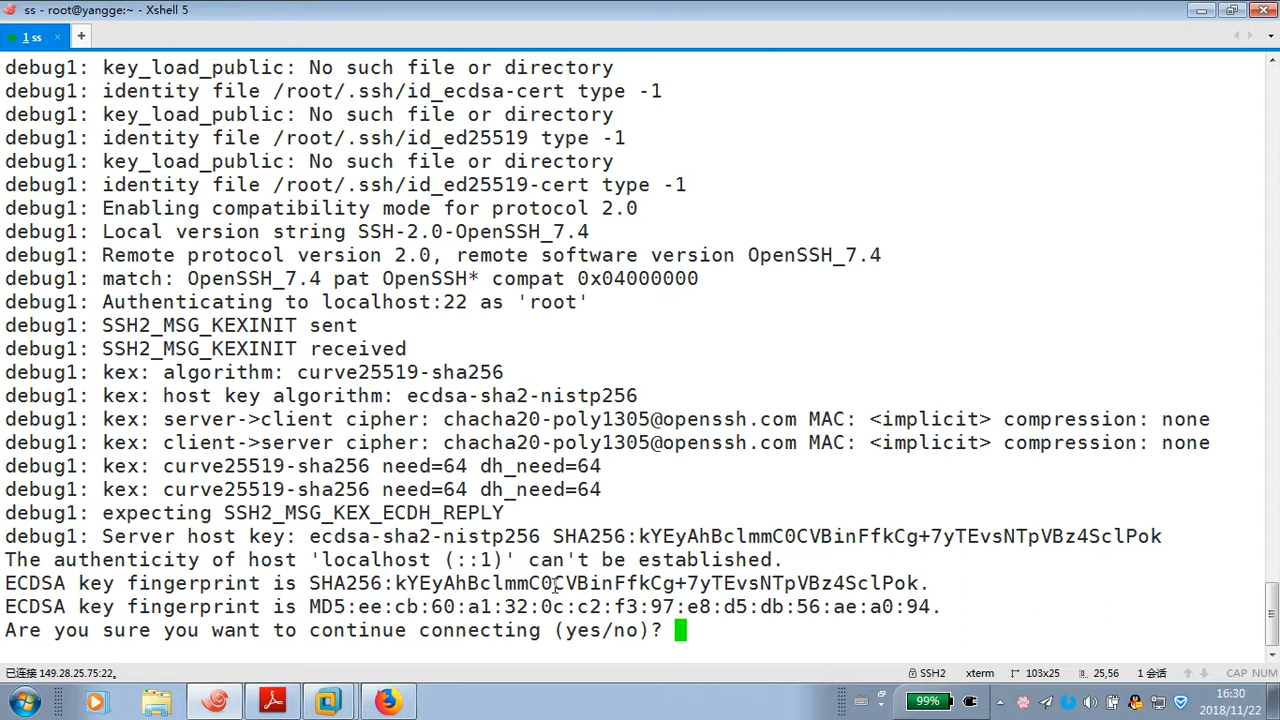 ss - root@yangge:~ - Xshell 5
1 ss
debug1: key_load_public: No such file or directory
debug1: identity file /root/.ssh/id_ecdsa-cert type -1
debug1: key_load_public: No such file or directory
debug1: identity file /root/.ssh/id_ed25519 type -1
debug1: key_load_public: No such file or directory
debug1: identity file /root/.ssh/id_ed25519-cert type -1
debug1: Enabling compatibility mode for protocol 2.0
debug1: Local version string SSH-2.0-OpenSSH_7.4
debug1: Remote protocol version 2.0, remote software version OpenSSH_7.4
debug1: match: OpenSSH_7.4 pat OpenSSH* compat 0x04000000
debug1: Authenticating to localhost:22 as 'root'
debug1: SSH2_MSG_KEXINIT sent
debug1: SSH2_MSG_KEXINIT received
debug1: kex: algorithm: curve25519-sha256
debug1: kex: host key algorithm: ecdsa-sha2-nistp256
debug1: kex: server->client cipher: chacha20-poly1305@openssh.com MAC: <implicit> compression: none
debug1: kex: client->server cipher: chacha20-poly1305@openssh.com MAC: <implicit> compression: none
debug1: kex: curve25519-sha256 need=64 dh_need=64
debug1: kex: curve25519-sha256 need=64 dh_need=64
debug1: expecting SSH2_MSG_KEX_ECDH_REPLY
debug1: Server host key: ecdsa-sha2-nistp256 SHA256:kYEyAhBclmmC0CVBinFfkCg+7yTEvsNTpVBz4SclPok
The authenticity of host 'localhost (::1)' can't be established.
ECDSA key fingerprint is SHA256:kYEyAhBclmmC0CVBinFfkCg+7yTEvsNTpVBz4SclPok.
ECDSA key fingerprint is MD5:ee:cb:60:a1:32:0c:c2:f3:97:e8:d5:db:56:ae:a0:94.
Are you sure you want to continue connecting (yes/no)?
已连接 149.28.25.75:22。 SSH2 xterm 103x25 25,56 1 会话 CAP NUM
99% 16:30
2018/11/22